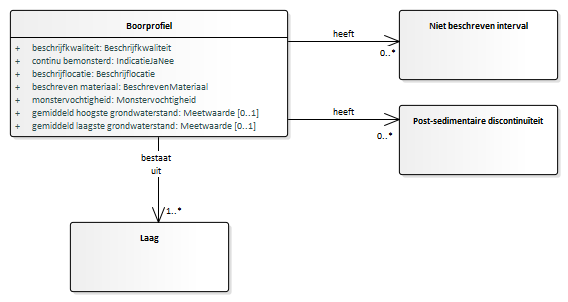 Boorprofiel
+ beschrijfkwaliteit: Beschrijfkwaliteit
+ continu bemonsterd: IndicatieJaNee
+ beschrijflocatie: Beschrijflocatie
+ beschreven materiaal: BeschrevenMateriaal
+ monstervochtigheid: Monstervochtigheid
+ gemiddeld hoogste grondwaterstand: Meetwaarde [0..1]
+ gemiddeld laagste grondwaterstand: Meetwaarde [0..1]
heeft
0..*
Niet beschreven interval
heeft
0..*
Post-sedimentaire discontinuïteit
bestaat
uit
1..*
Laag